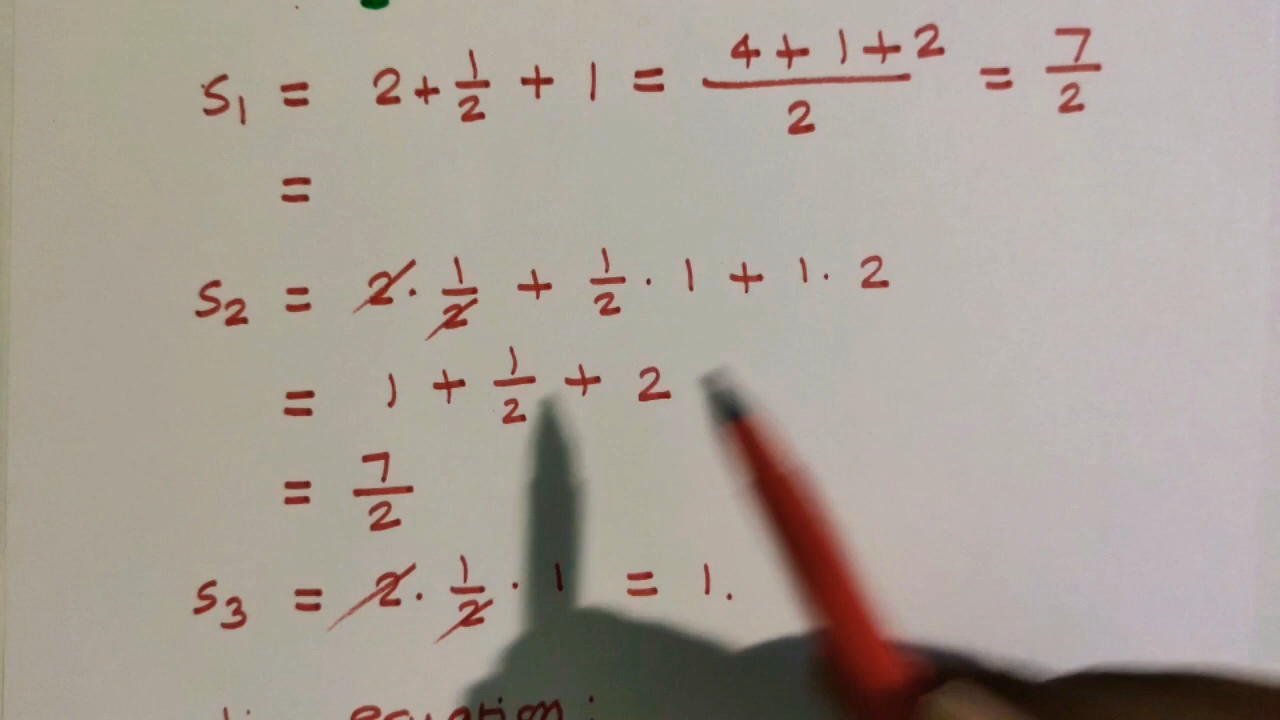 S₁ = 2 + 1/2 + 1 = (4 + 1 + 2)/2 = 7/2
=
S₂ = 2 · 1/2 + 1/2 · 1 + 1 · 2
= 1 + 1/2 + 2
= 7/2
S₃ = 2 · 1/2 · 1 = 1.
equation :